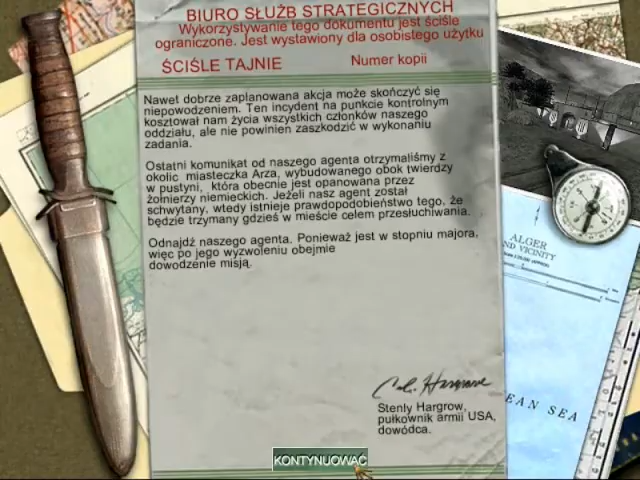 BIURO SŁUŻB STRATEGICZNYCH
Wykorzystywanie tego dokumentu jest ściśle
ograniczone. Jest wystawiony dla osobistego użytku
ŚCIŚLE TAJNIE Numer kopii
Nawet dobrze zaplanowana akcja może skończyć się
niepowodzeniem. Ten incydent na punkcie kontrolnym
kosztował nam życia wszystkich członków naszego
oddziału, ale nie powinien zaszkodzić w wykonaniu
zadania.
Ostatni komunikat od naszego agenta otrzymaliśmy z
okolic miasteczka Arza, wybudowanego obok twierdzy
w pustyni, która obecnie jest opanowana przez
żołnierzy niemieckich. Jeżeli nasz agent został
schwytany, wtedy istnieje prawdopodobieństwo tego, że
będzie trzymany gdzieś w mieście celem przesłuchiwania.
Odnajdź naszego agenta. Ponieważ jest w stopniu majora,
więc po jego wyzwoleniu obejmie
dowodzenie misją.
Col. Hargrove
Stenly Hargrow,
pułkownik armii USA,
dowódca.
KONTYNUOWAĆ
ALGER
ND VICINITY
EAN SEA